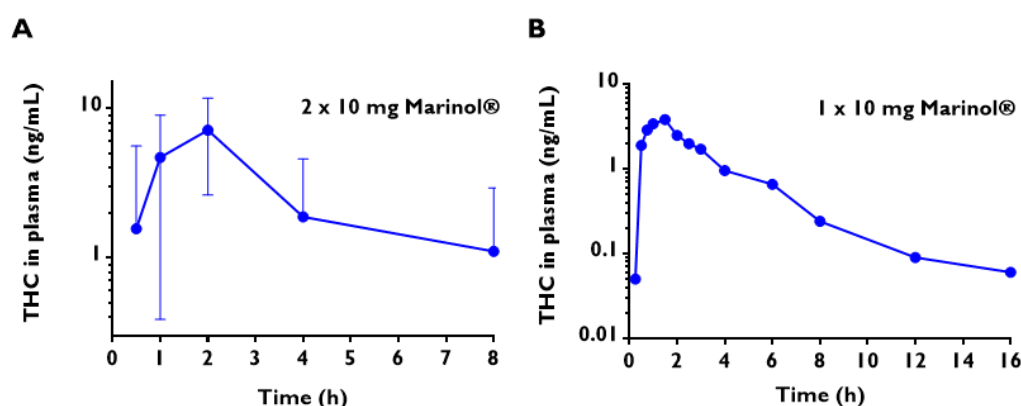 A
B
THC in plasma (ng/mL)
2 x 10 mg Marinol®
10
1
0 1 2 3 4 5 6 7 8
Time (h)
THC in plasma (ng/mL)
1 x 10 mg Marinol®
10
1
0.1
0.01
0 2 4 6 8 10 12 14 16
Time (h)